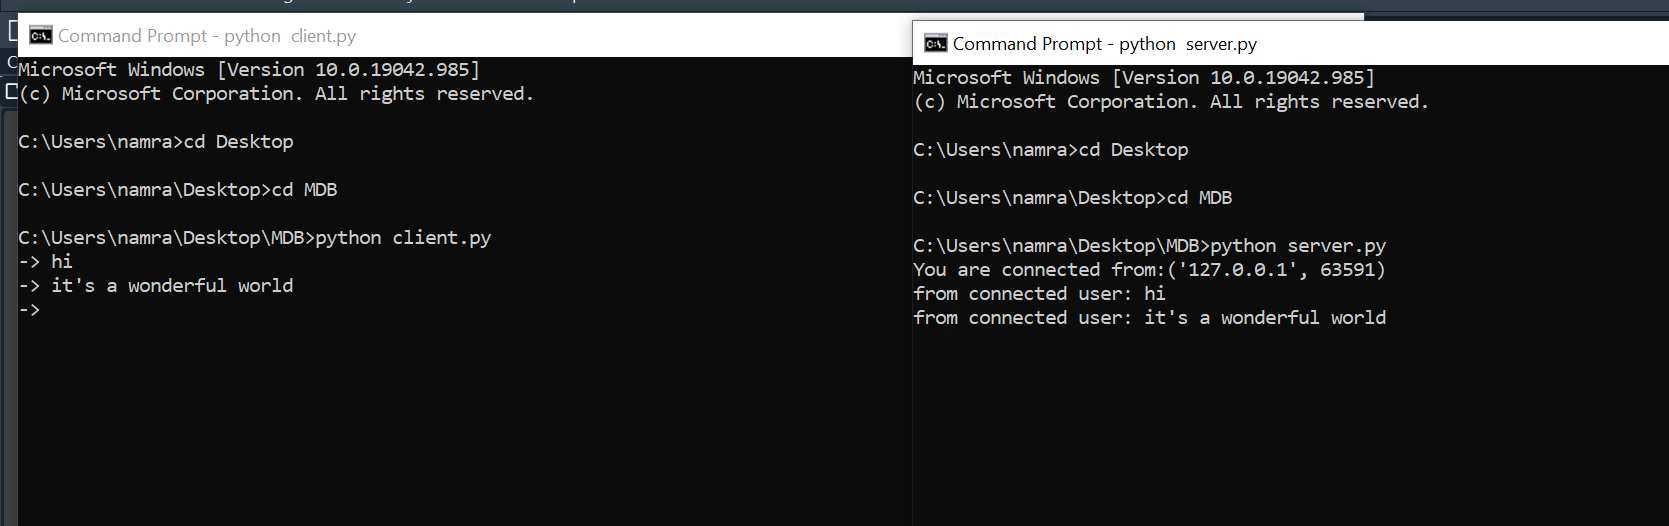 Command Prompt - python  client.py
Microsoft Windows [Version 10.0.19042.985]
(c) Microsoft Corporation. All rights reserved.
C:\Users\namra>cd Desktop
C:\Users\namra\Desktop>cd MDB
C:\Users\namra\Desktop\MDB>python client.py
-> hi
-> it's a wonderful world
->
Command Prompt - python  server.py
Microsoft Windows [Version 10.0.19042.985]
(c) Microsoft Corporation. All rights reserved.
C:\Users\namra>cd Desktop
C:\Users\namra\Desktop>cd MDB
C:\Users\namra\Desktop\MDB>python server.py
You are connected from:('127.0.0.1', 63591)
from connected user: hi
from connected user: it's a wonderful world